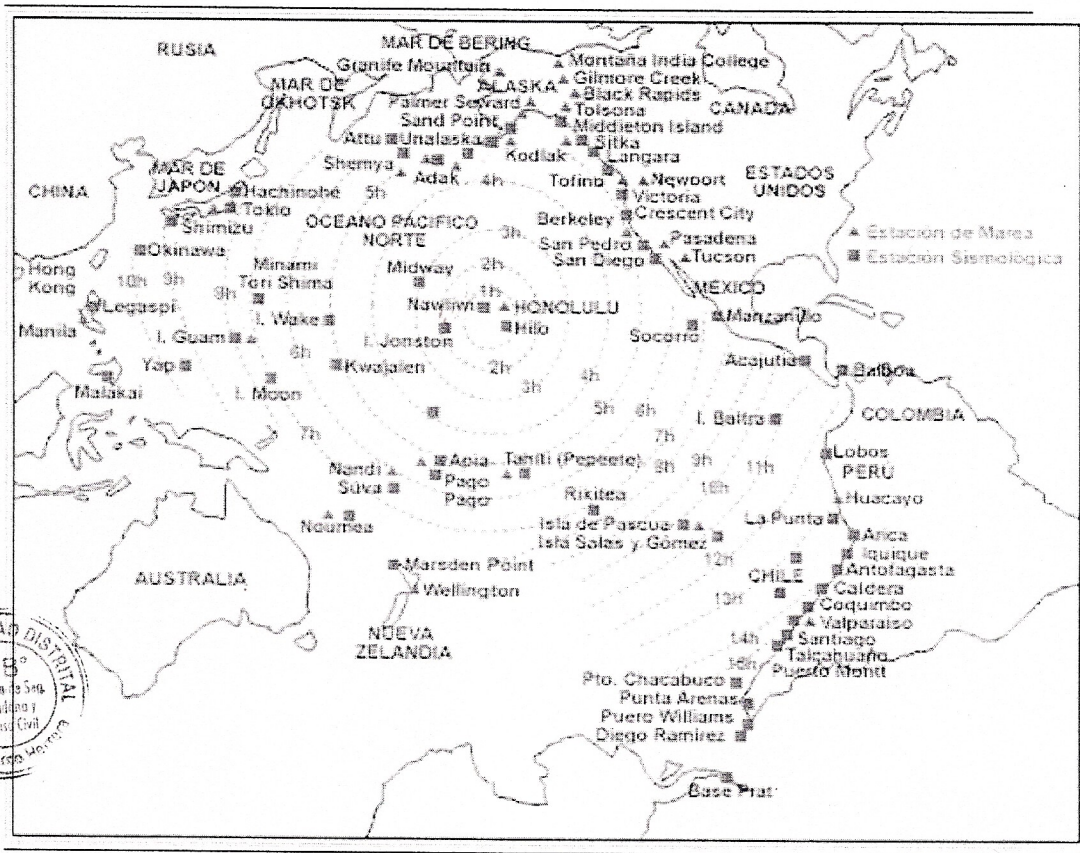 RUSIA
MAR DE BERING
Granife Mountain
Montaña India College
Gilmore Creek
ALASKA
Black Rapids
MAR DE
OKHOTSK
Palmer Seward
CANADA
Tolsona
Sand Point
Middleton Island
Attu
Unalaska
Sitka
Kodiak
Langara
Shemya
Adak
4h
Tofino
Newport
ESTADOS
UNIDOS
MAR DE
JAPON
CHINA
Hachinohe
5h
Victoria
Tokio
Crescent City
Shimizu
OCEANO PACIFICO
NORTE
Berkeley
3h
San Pedro
Pasadena
Estación de Marea
Okinawa
San Diego
Tucson
Estación Sismológica
Hong
Kong
10h
9h
Minami
Tori Shima
Midway
2h
MEXICO
9h
1h
Legaspi
Nawiliwi
HONOLULU
Manzanillo
Manila
I. Wake
Hilo
I. Guam
I. Jonston
Socorro
6h
Acajutla
Yap
Kwajalen
2h
4h
Balboa
Malakai
I. Moon
3h
5h
6h
I. Baltra
COLOMBIA
7h
7h
Lobos
PERU
Nandi
Apia
Tahiti (Pepeete)
8h
9h
11h
Suva
Pago
Pago
Rikitea
10h
Huacayo
Noumea
Isla de Pascua
La Punta
Isla Salas y Gómez
Arica
Iquique
Marsden Point
12h
Antofagasta
AUSTRALIA
CHILE
Wellington
Caldera
13h
Coquimbo
Valparaiso
NUEVA
ZELANDIA
14h
Santiago
Talcahuano
Puerto Montt
Pto. Chacabuco
Punta Arenas
Puero Williams
Diego Ramirez
Base Prat
DISTRITAL
Civil